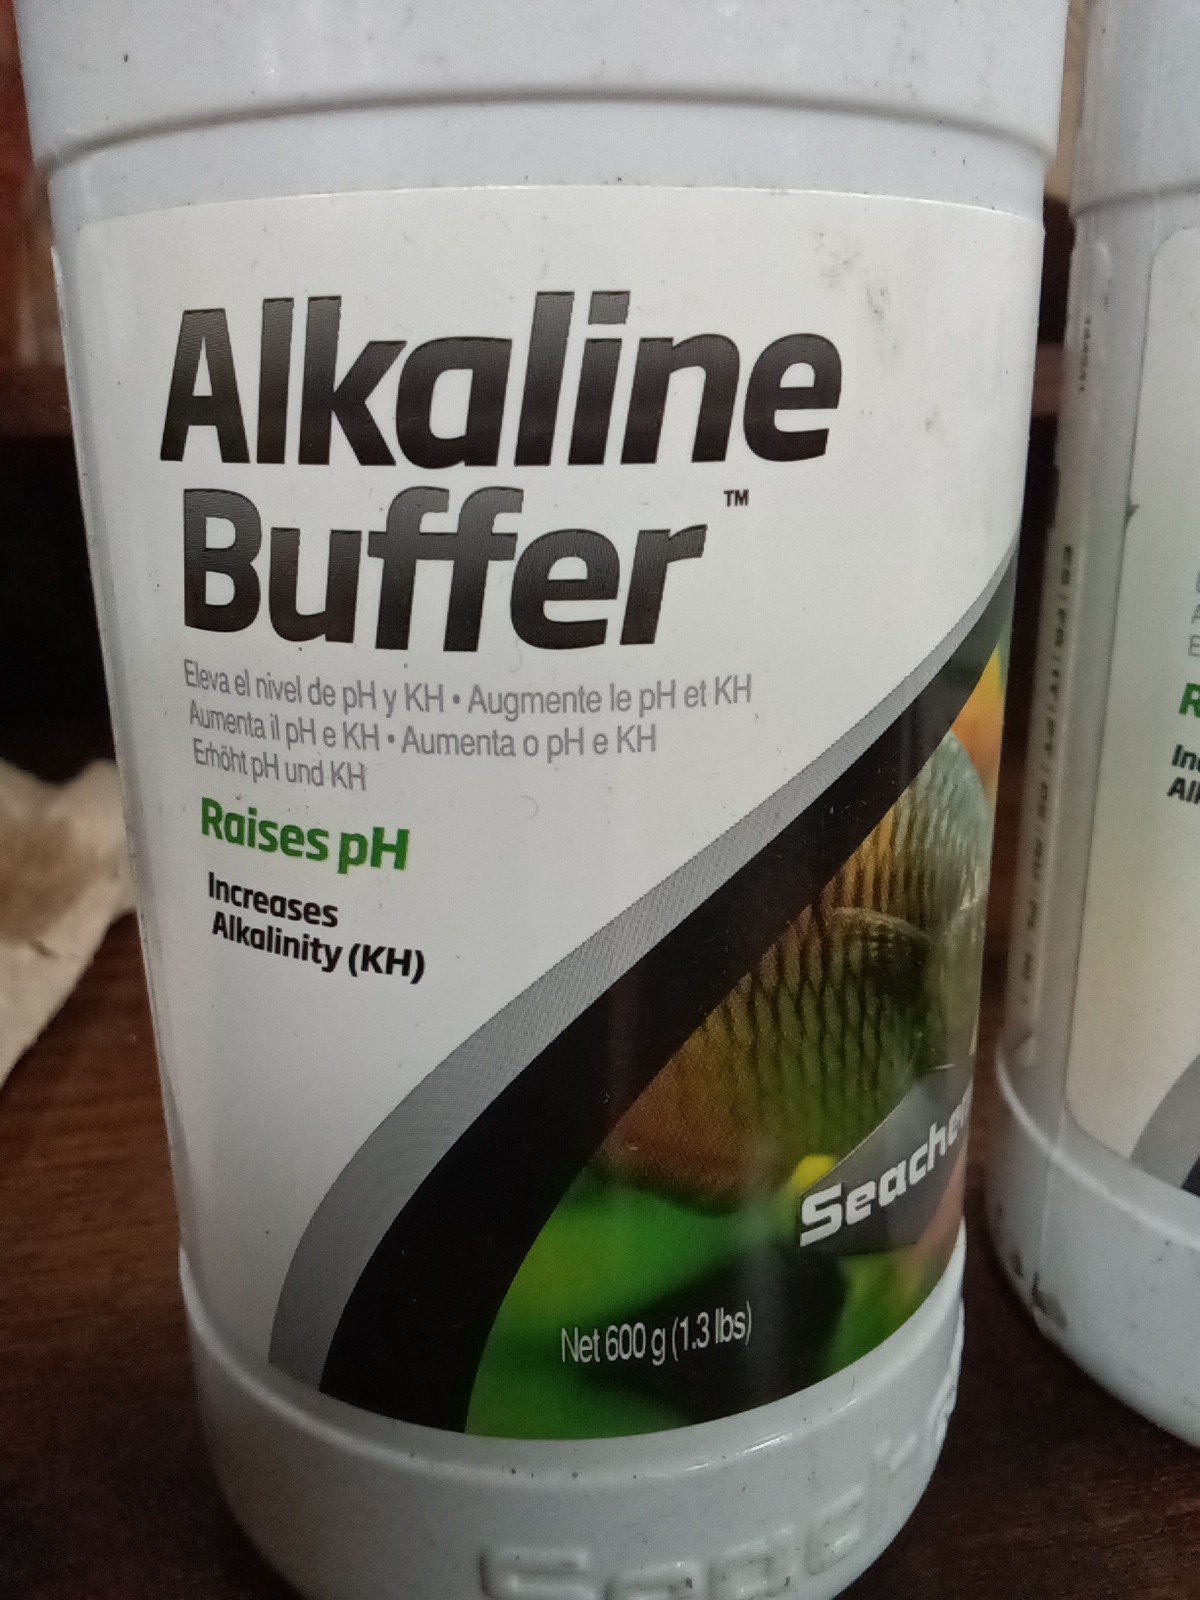 Alkaline
Buffer™
Eleva el nivel de pH y KH • Augmente le pH et KH
Aumenta il pH e KH • Aumenta o pH e KH
Erhöht pH und KH
Raises pH
Increases
Alkalinity (KH)
Net 600 g (1.3 lbs)